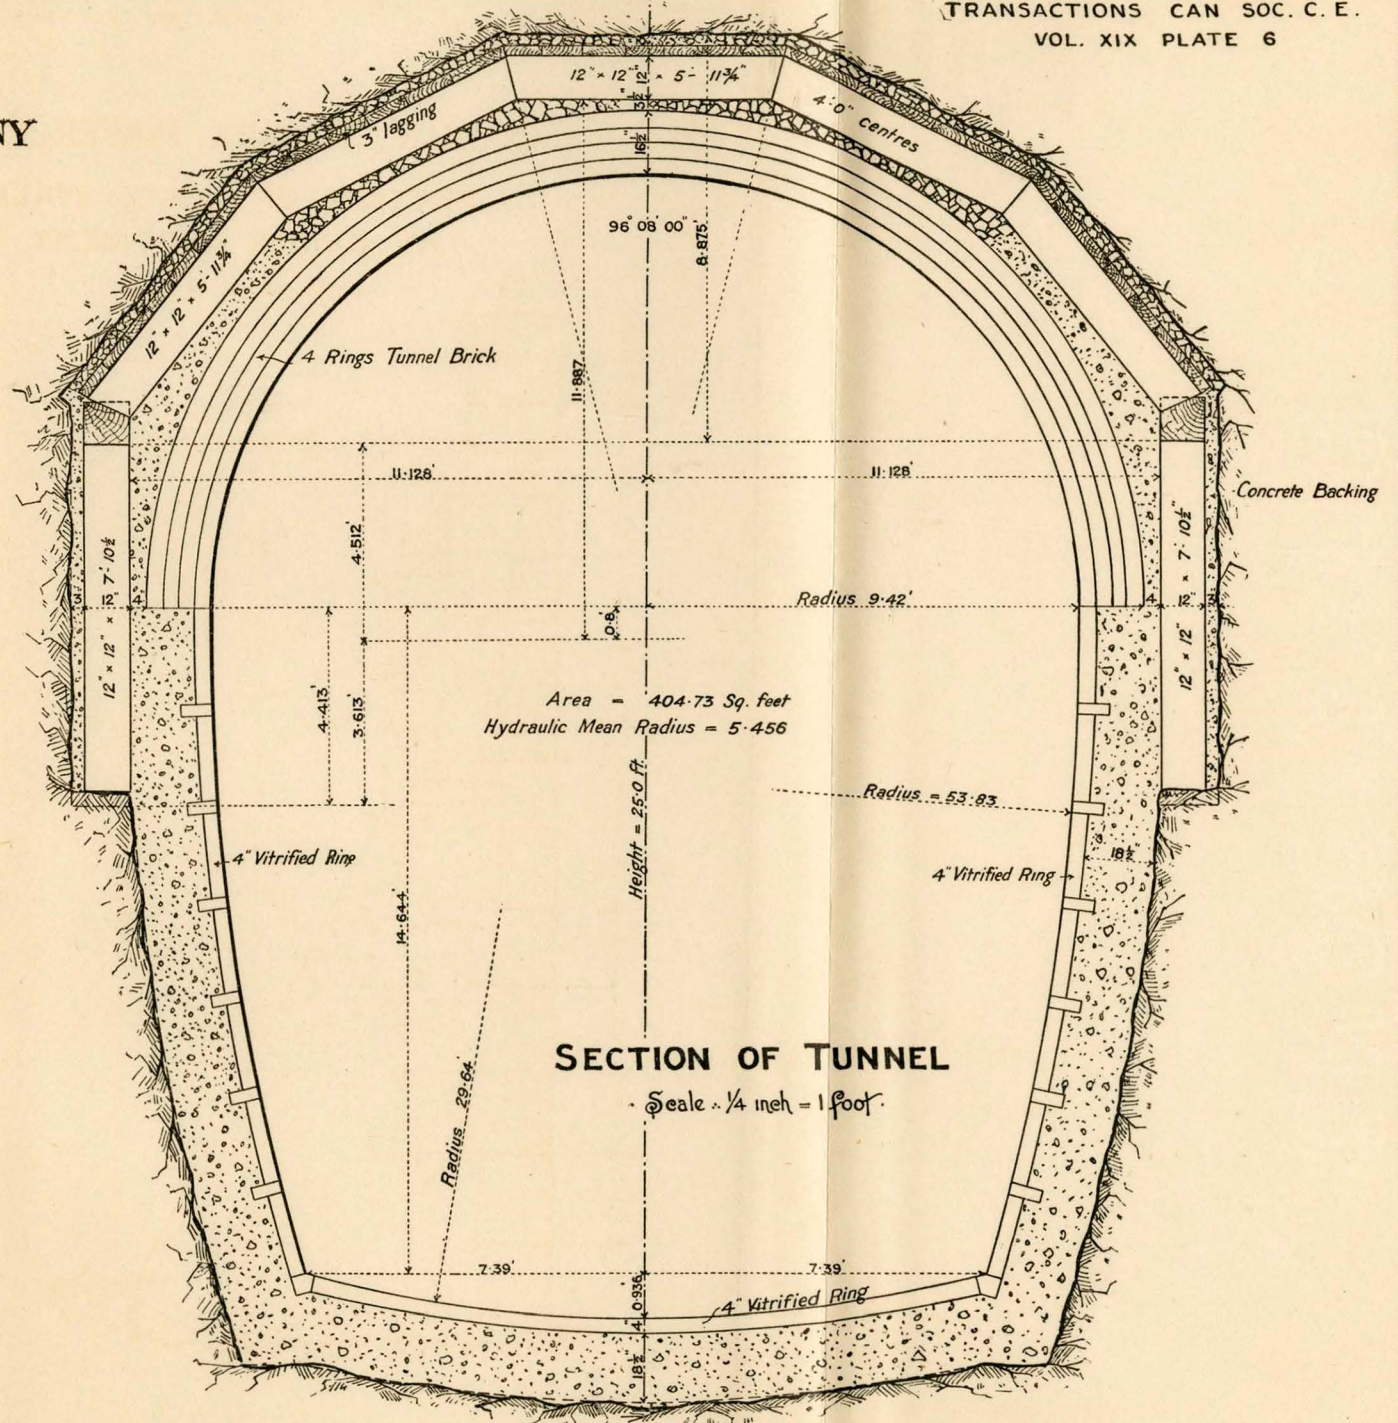 TRANSACTIONS CAN SOC. C. E.
VOL. XIX PLATE 6
NY
12" × 12" × 5'- 11¾"
12"
3½"
16½"
3" lagging
4'·0" centres
12" × 12" × 5'- 11¾"
96° 08' 00"
8·875'
11·887'
4 Rings Tunnel Brick
11·128'
11·128'
Concrete Backing
4·512'
12" × 12" × 7'· 10½"
12" × 12" × 7'· 10½"
3" 12" 4"
Radius 9·42'
4" 12" 3"
0·8'
4·413'
3·613'
Area = 404·73 Sq. feet
Hydraulic Mean Radius = 5·456
Height = 25·0 ft.
Radius = 53·83
18½"
4" Vitrified Ring
4" Vitrified Ring
14·644'
Radius 29·64'
SECTION OF TUNNEL
Scale ¼ inch = 1 foot
7·39'
7·39'
0·936'
4" Vitrified Ring
4"
18½"